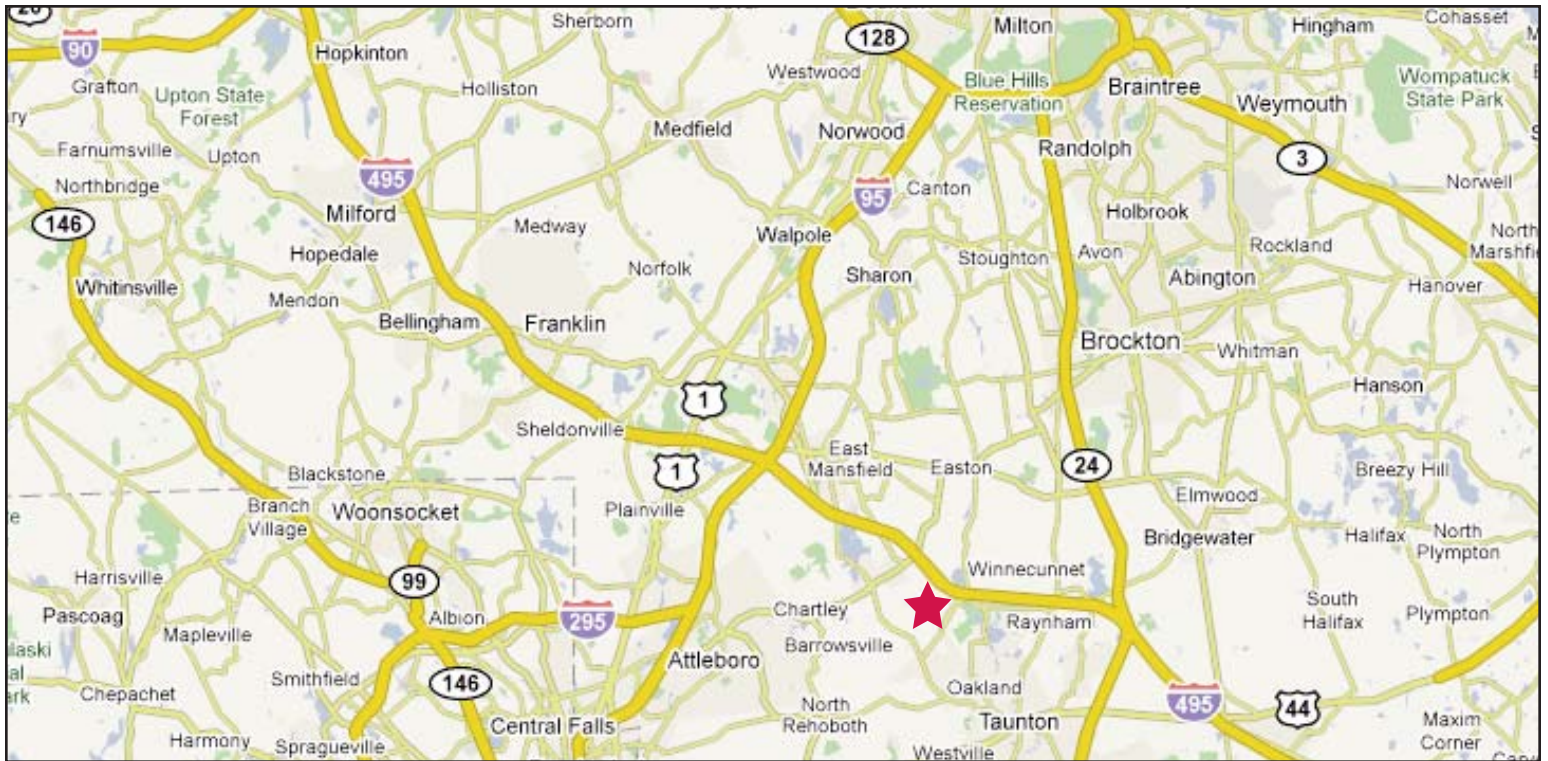 Sherborn
Milton
Hingham
Cohasset
128
90
Hopkinton
Westwood
Blue Hills
Reservation
Braintree
Wompatuck
State Park
Grafton
Upton State
Forest
Holliston
Weymouth
Medfield
Norwood
Randolph
3
Farnumsville
Upton
495
95
Canton
Norwell
Northbridge
146
Milford
Medway
Walpole
Holbrook
Rockland
North
Marshfie
Hopedale
Norfolk
Sharon
Stoughton
Avon
Abington
Hanover
Whitinsville
Mendon
Bellingham
Franklin
Brockton
Whitman
Hanson
1
Sheldonville
1
East
Mansfield
Easton
24
Breezy Hill
Blackstone
Branch
Village
Woonsocket
Plainville
Elmwood
Bridgewater
Halifax
North
Plympton
Harrisville
99
Winnecunnet
Pascoag
Albion
295
Chartley
Raynham
South
Halifax
Plympton
Mapleville
Barrowsville
Attleboro
Smithfield
146
Oakland
495
44
Chepachet
Central Falls
North
Rehoboth
Taunton
Maxim
Corner
Harmony
Spragueville
Westville